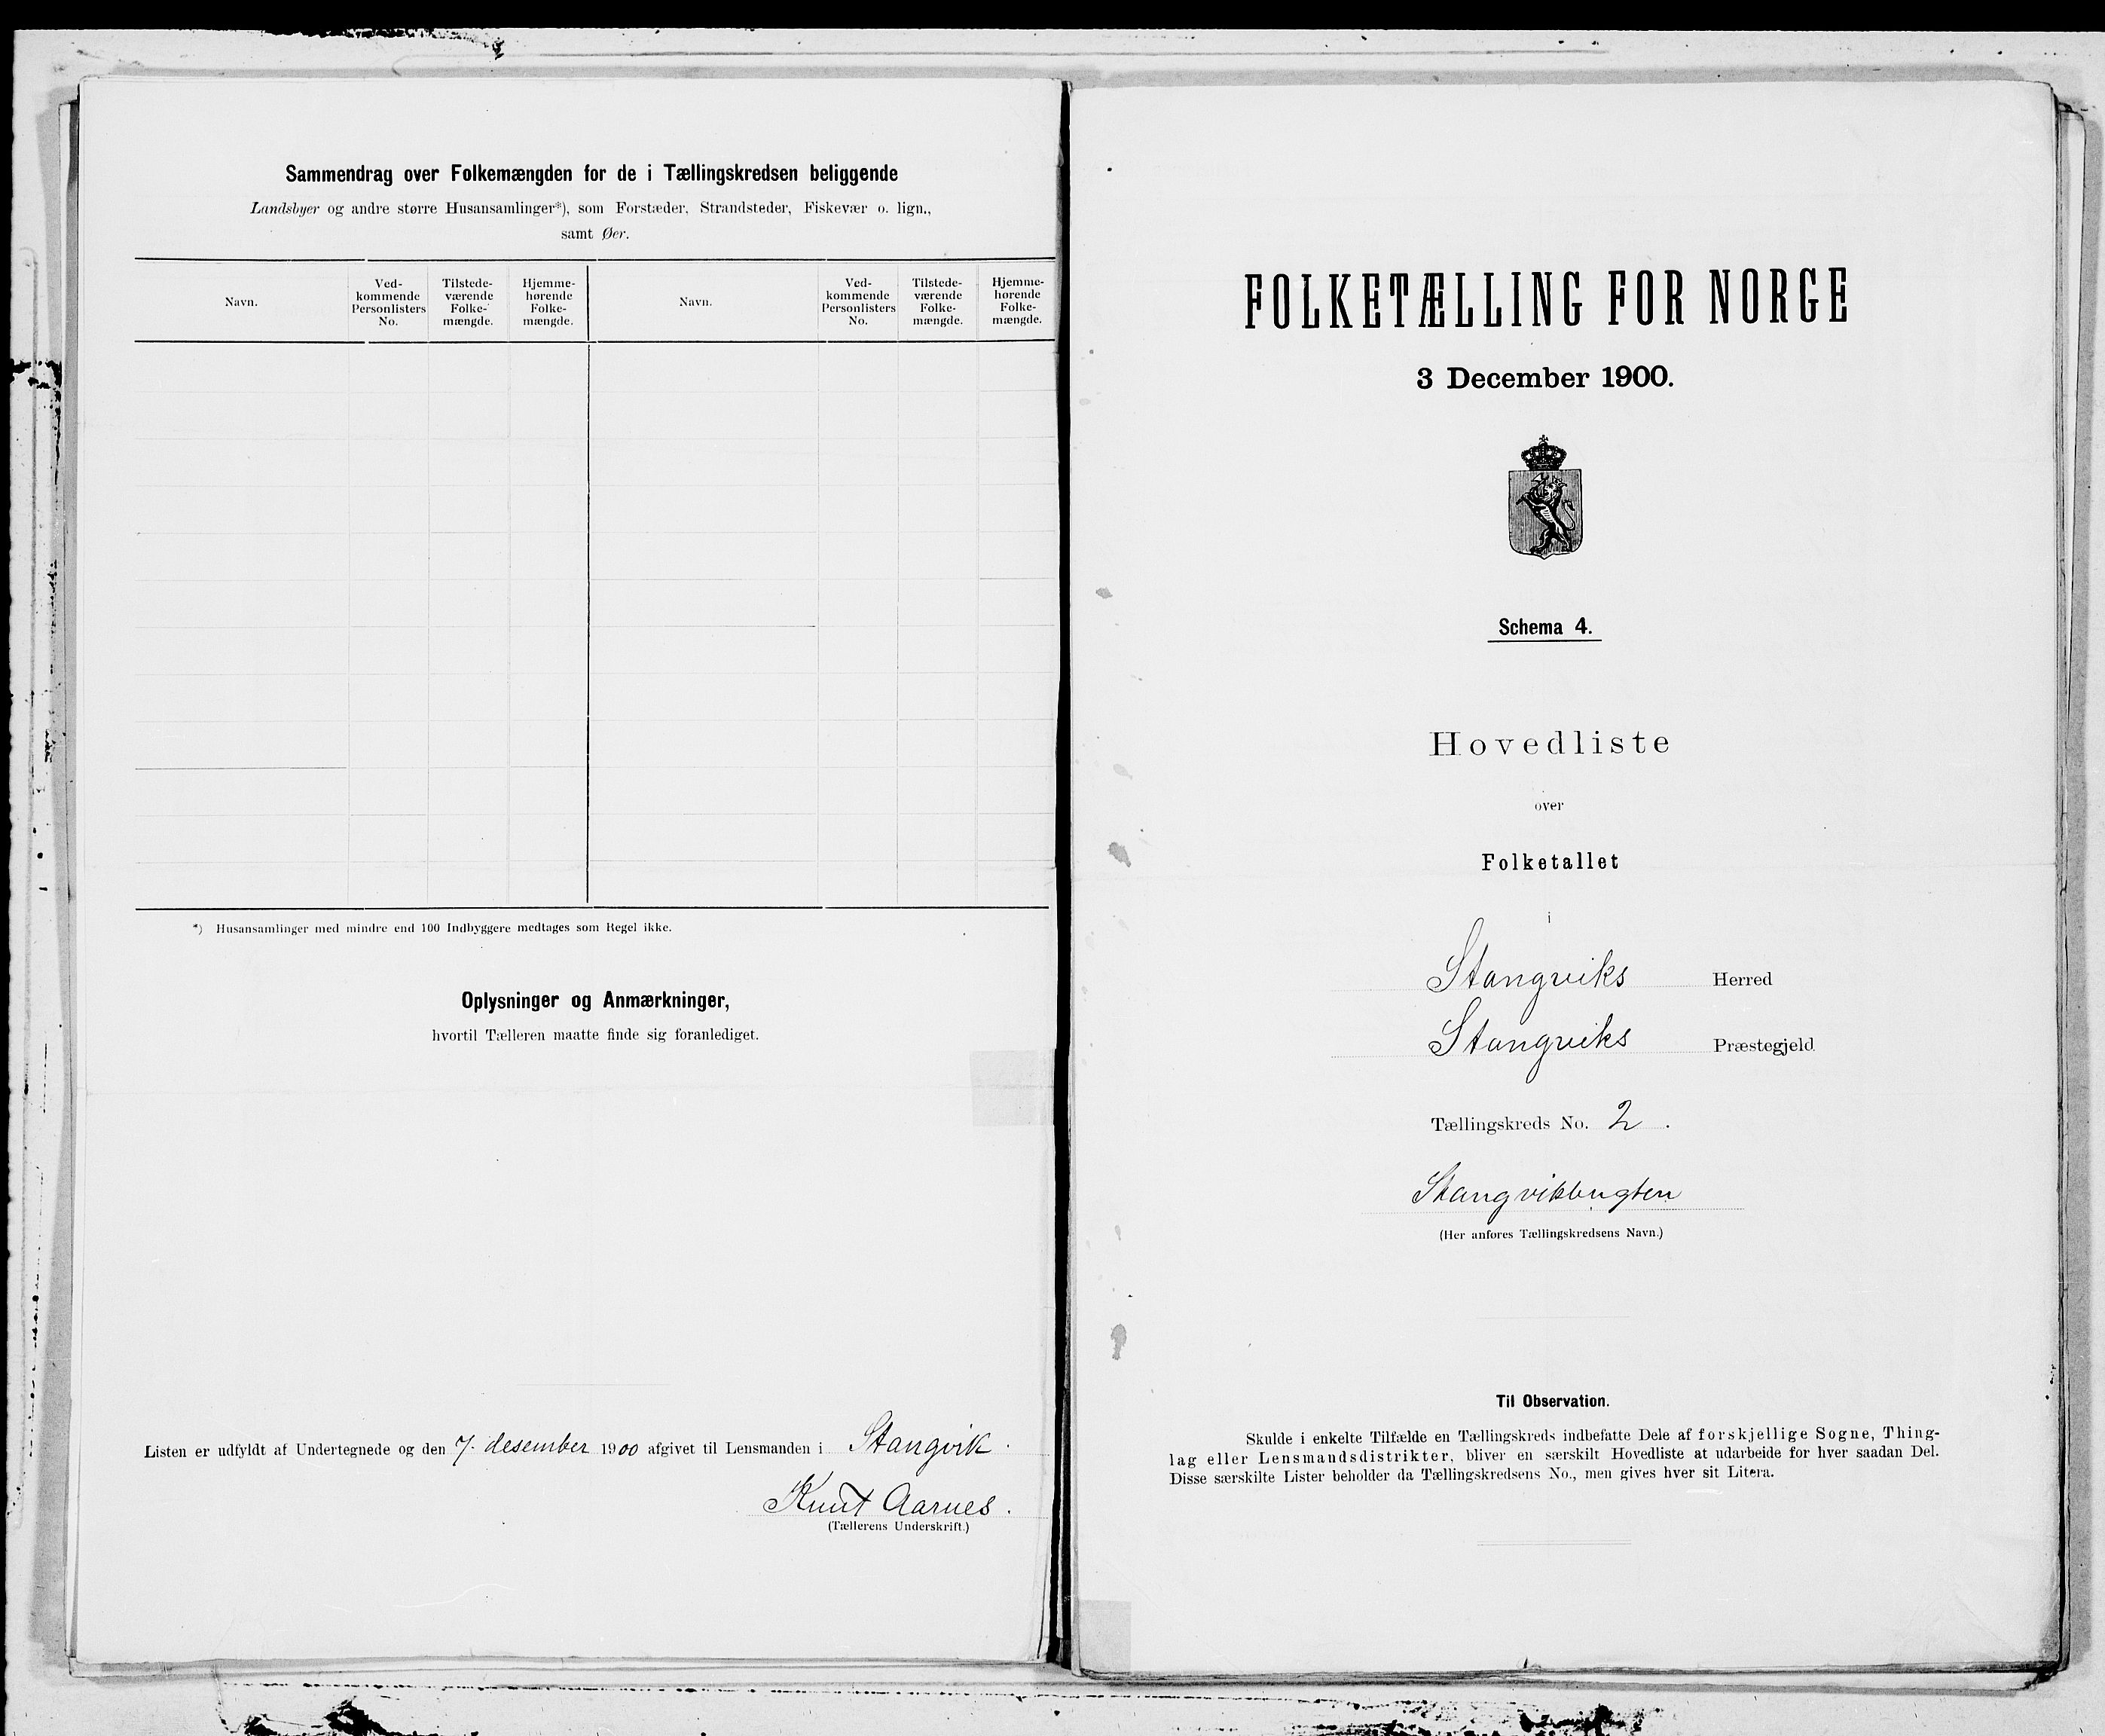 Sammendrag over Folkemængden for de i Tællingskredsen beliggende
Landsbyer og andre større Husansamlinger*), som Forstæder, Strandsteder, Fiskevær o. lign.,
samt Øer.
Navn.
Ved-
kommende
Personlisters
No.
Tilstede-
værende
Folke-
mængde.
Hjemme-
hørende
Folke-
mængde.
Navn.
Ved-
kommende
Personlisters
No.
Tilstede-
værende
Folke-
mængde.
Hjemme-
hørende
Folke-
mængde.
*) Husansamlinger med mindre end 100 Indbyggere medtages som Regel ikke.
Oplysninger og Anmærkninger,
hvortil Tælleren maatte finde sig foranlediget.
Listen er udfyldt af Undertegnede og den 7. desember 1900 afgivet til Lensmanden i Stangvik.
Knut Aarnes.
(Tællerens Underskrift.)
FOLKETÆLLING FOR NORGE
3 December 1900.
Schema 4.
Hovedliste
over
Folketallet
i
Stangviks Herred
Stangviks Præstegjeld
Tællingskreds No. 2.
Stangvikbugten
(Her anføres Tællingskredsens Navn.)
Til Observation.
Skulde i enkelte Tilfælde en Tællingskreds indbefatte Dele af forskjellige Sogne, Thing-
lag eller Lensmandsdistrikter, bliver en særskilt Hovedliste at udarbeide for hver saadan Del.
Disse særskilte Lister beholder da Tællingskredsens No., men gives hver sit Litera.